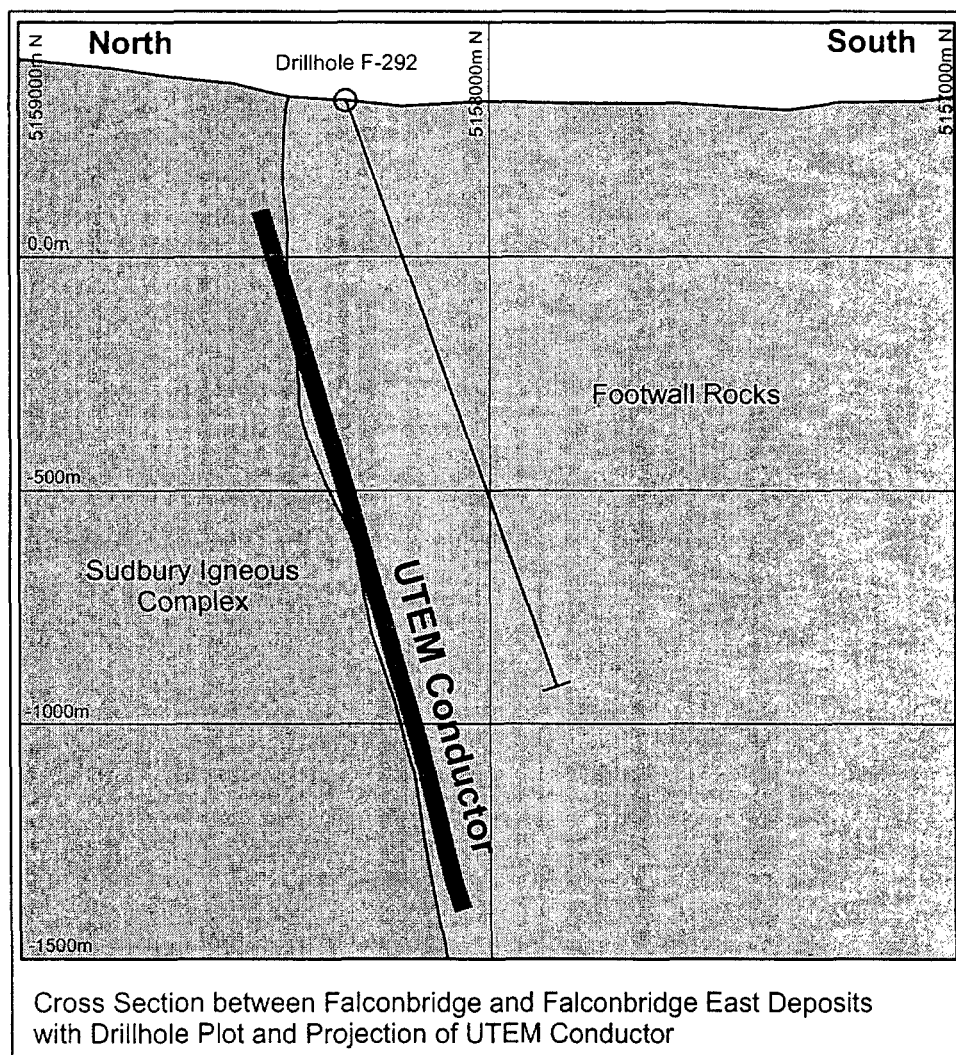 North
South
Drillhole F-292
5159000m N
5158000m N
5157000m N
0.0m
Footwall Rocks
-500m
Sudbury Igneous
Complex
UTEM Conductor
-1000m
-1500m
Cross Section between Falconbridge and Falconbridge East Deposits
with Drillhole Plot and Projection of UTEM Conductor